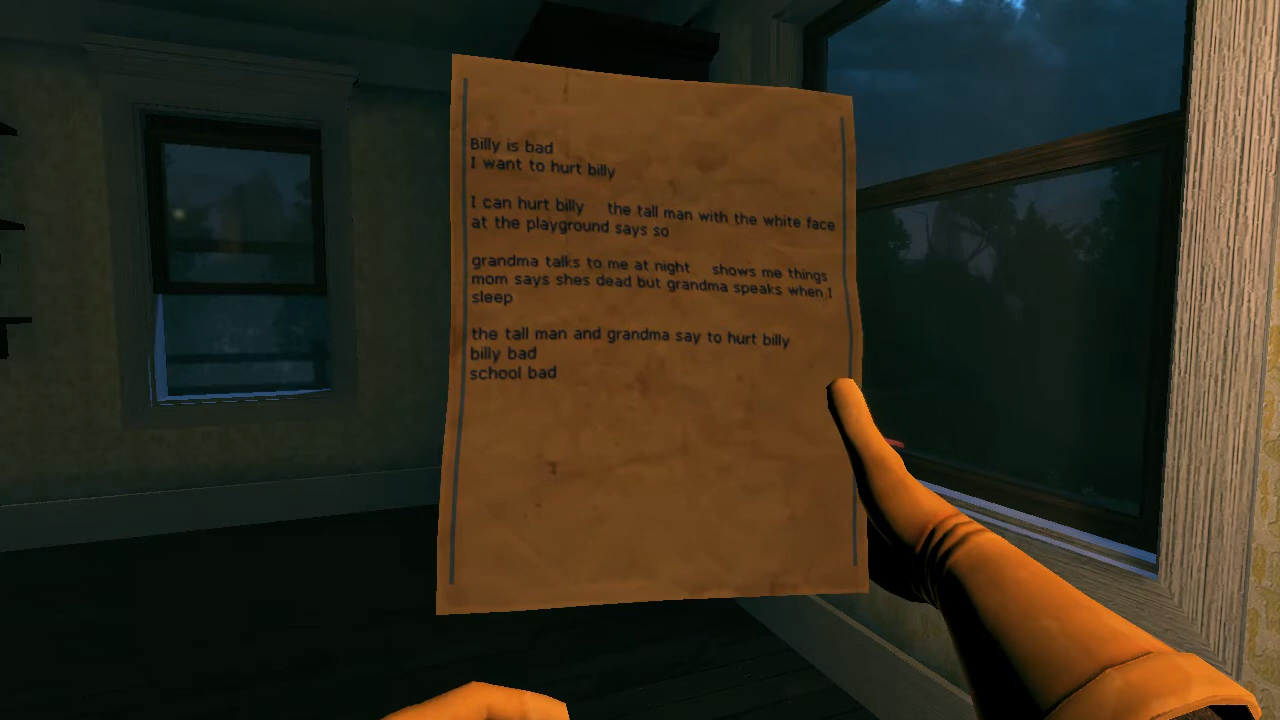 Billy is bad
I want to hurt billy
I can hurt billy   the tall man with the white face
at the playground says so
grandma talks to me at night   shows me things
mom says shes dead but grandma speaks when I
sleep
the tall man and grandma say to hurt billy
billy bad
school bad